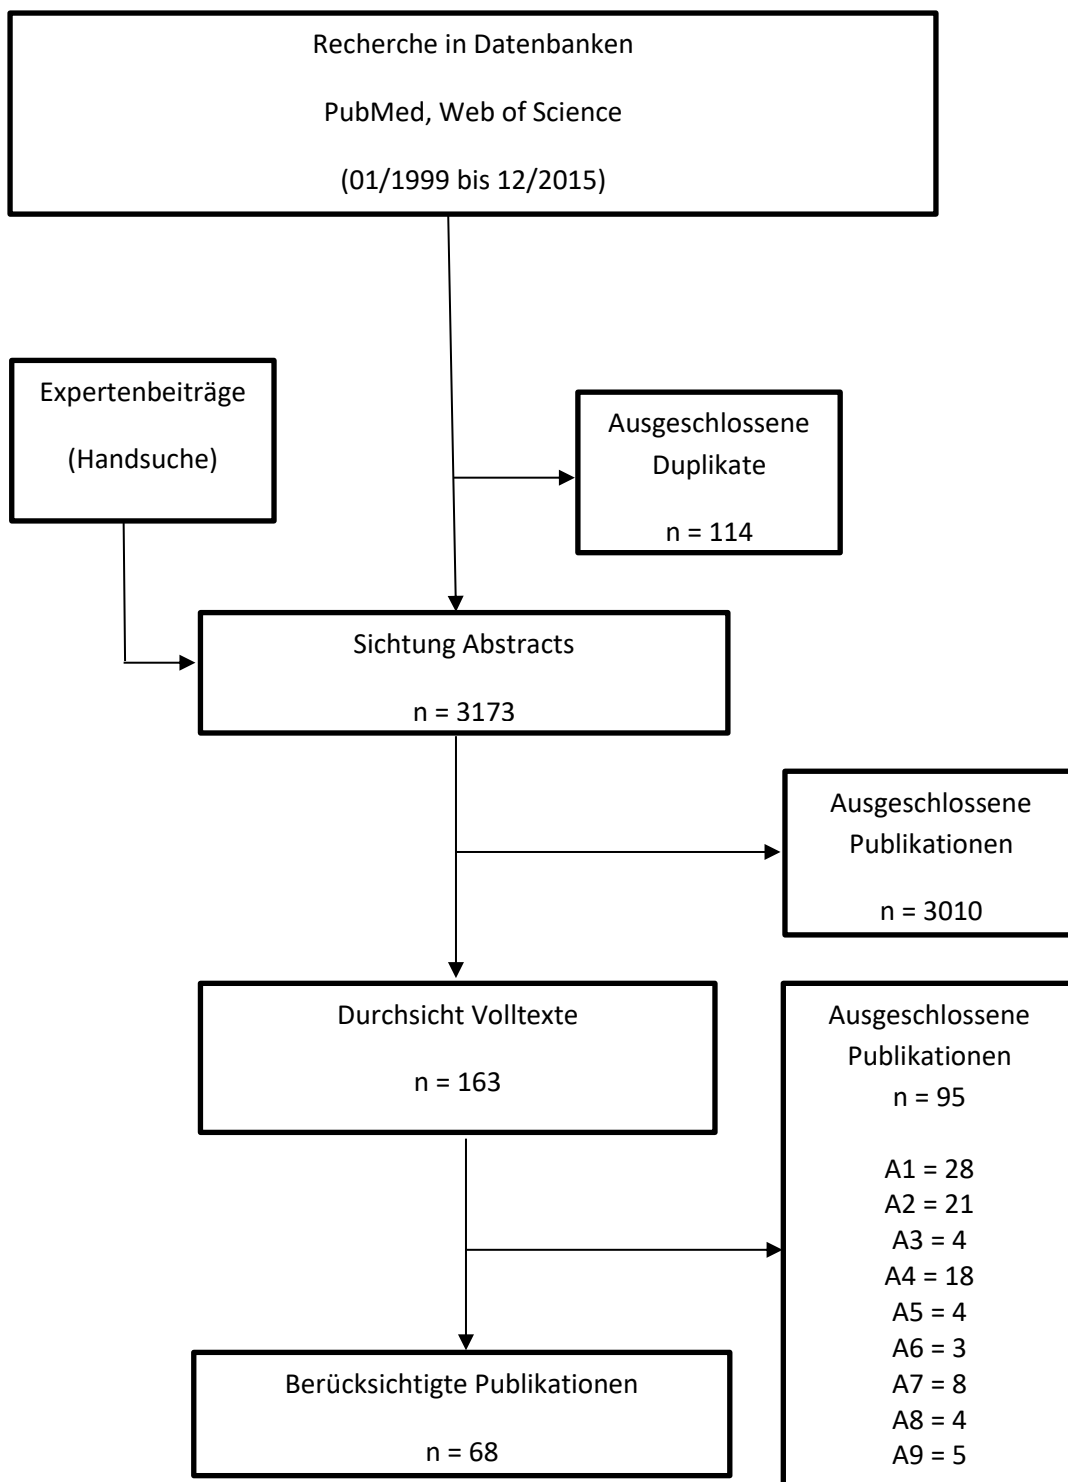 Recherche in Datenbanken
PubMed, Web of Science
(01/1999 bis 12/2015)
Expertenbeiträge
(Handsuche)
Ausgeschlossene
Duplikate
n = 114
Sichtung Abstracts
n = 3173
Ausgeschlossene
Publikationen
n = 3010
Durchsicht Volltexte
n = 163
Ausgeschlossene
Publikationen
n = 95
A1 = 28
A2 = 21
A3 = 4
A4 = 18
A5 = 4
A6 = 3
A7 = 8
A8 = 4
A9 = 5
Berücksichtigte Publikationen
n = 68